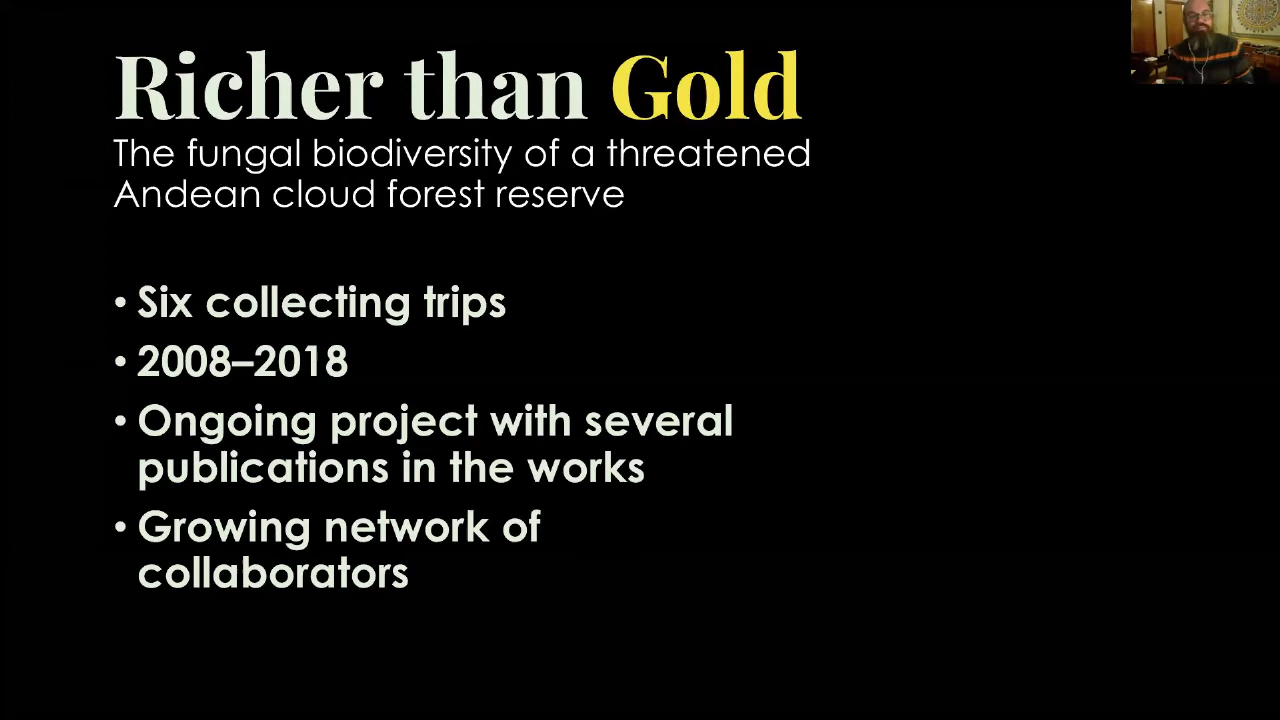 Richer than Gold
The fungal biodiversity of a threatened
Andean cloud forest reserve
• Six collecting trips
• 2008–2018
• Ongoing project with several
publications in the works
• Growing network of
collaborators